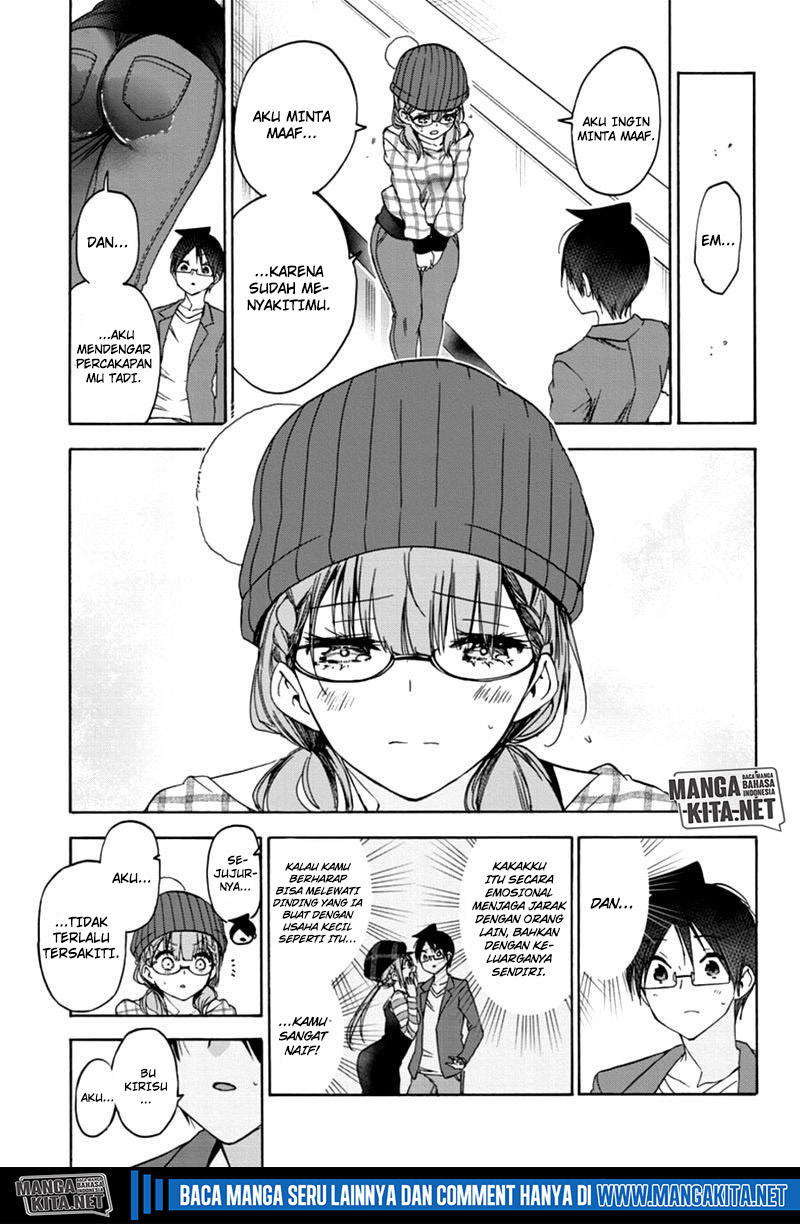 EM...
AKU INGIN
MINTA MAAF.
AKU MINTA
MAAF...
...KARENA
SUDAH ME-
NYAKITIMU.
DAN...
...AKU
MENDENGAR
PERCAKAPAN
MU TADI.
MANGA
-KITA.NET
BACA MANGA
BAHASA
INDONESIA
DAN...
KAKAKKU
ITU SECARA
EMOSIONAL
MENJAGA JARAK
DENGAN ORANG
LAIN, BAHKAN
DENGAN KE-
LUARGANYA
SENDIRI.
KALAU KAMU
BERHARAP
BISA MELEWATI
DINDING YANG IA
BUAT DENGAN
USAHA KECIL
SEPERTI ITU...
...KAMU
SANGAT
NAIF!
SE-
JUJUR-
NYA...
AKU...
...TIDAK
TERLALU
TERSAKITI.
BU
KIRISU
...
AKU...
MANGA
-KITA.NET
BACA MANGA
BAHASA
INDONESIA
BACA MANGA SERU LAINNYA DAN COMMENT HANYA DI WWW.MANGAKITA.NET